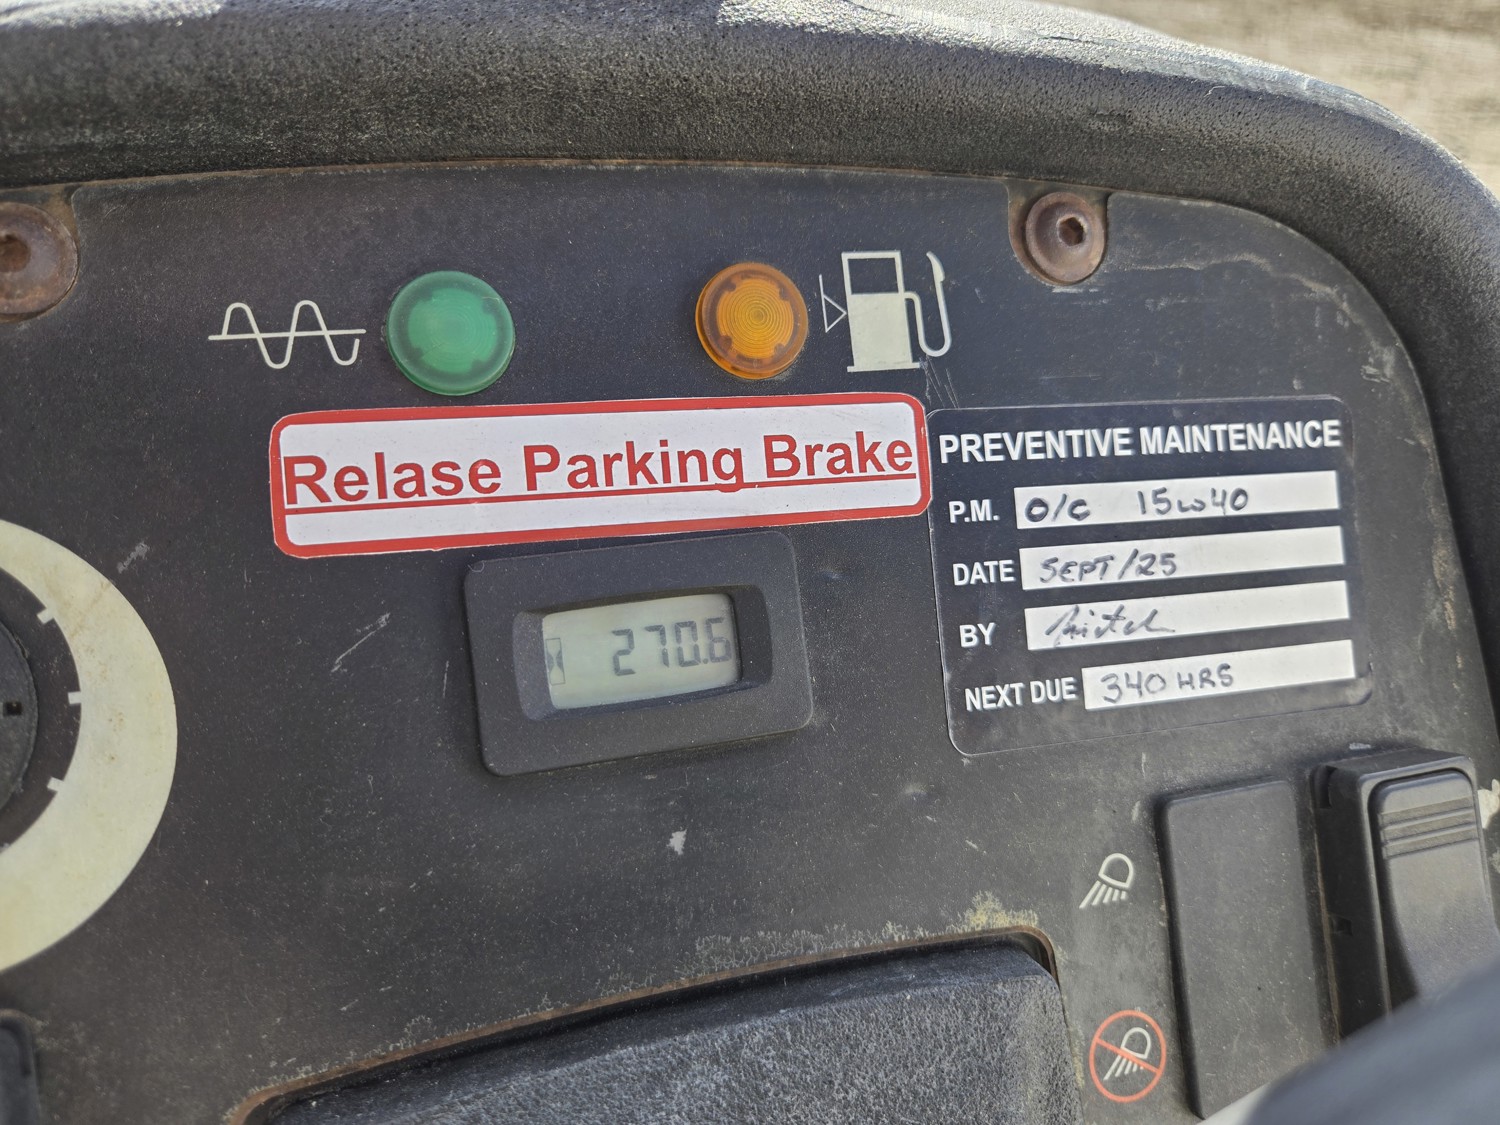 Relase Parking Brake
PREVENTIVE MAINTENANCE
P.M. O/C 15w40
DATE SEPT/25
BY
NEXT DUE 340 HRS
270.6